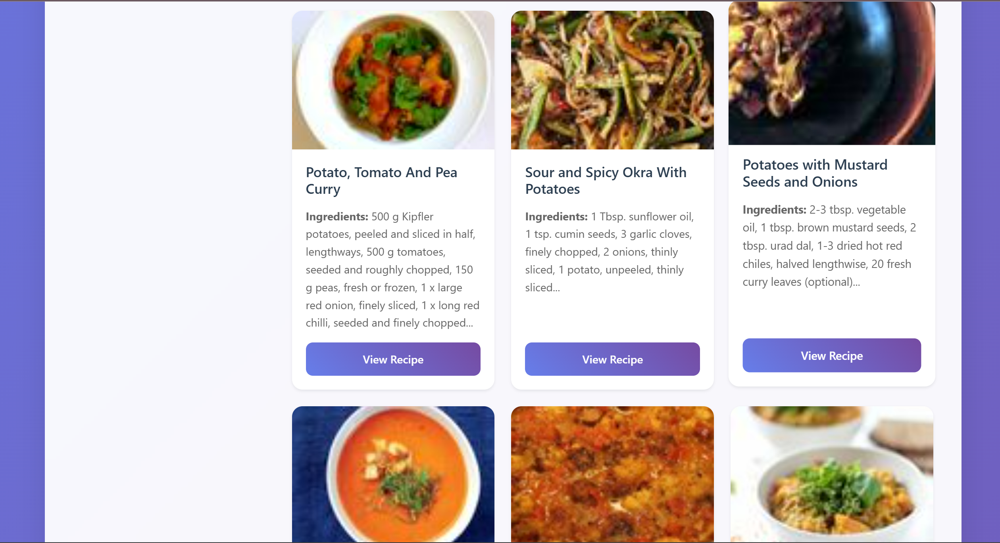 Potato, Tomato And Pea
Curry
Ingredients: 500 g Kipfler
potatoes, peeled and sliced in half,
lengthways, 500 g tomatoes,
seeded and roughly chopped, 150
g peas, fresh or frozen, 1 x large
red onion, finely sliced, 1 x long red
chilli, seeded and finely chopped...
View Recipe
Sour and Spicy Okra With
Potatoes
Ingredients: 1 Tbsp. sunflower oil,
1 tsp. cumin seeds, 3 garlic cloves,
finely chopped, 2 onions, thinly
sliced, 1 potato, unpeeled, thinly
sliced...
View Recipe
Potatoes with Mustard
Seeds and Onions
Ingredients: 2-3 tbsp. vegetable
oil, 1 tbsp. brown mustard seeds, 2
tbsp. urad dal, 1-3 dried hot red
chiles, halved lengthwise, 20 fresh
curry leaves (optional)...
View Recipe